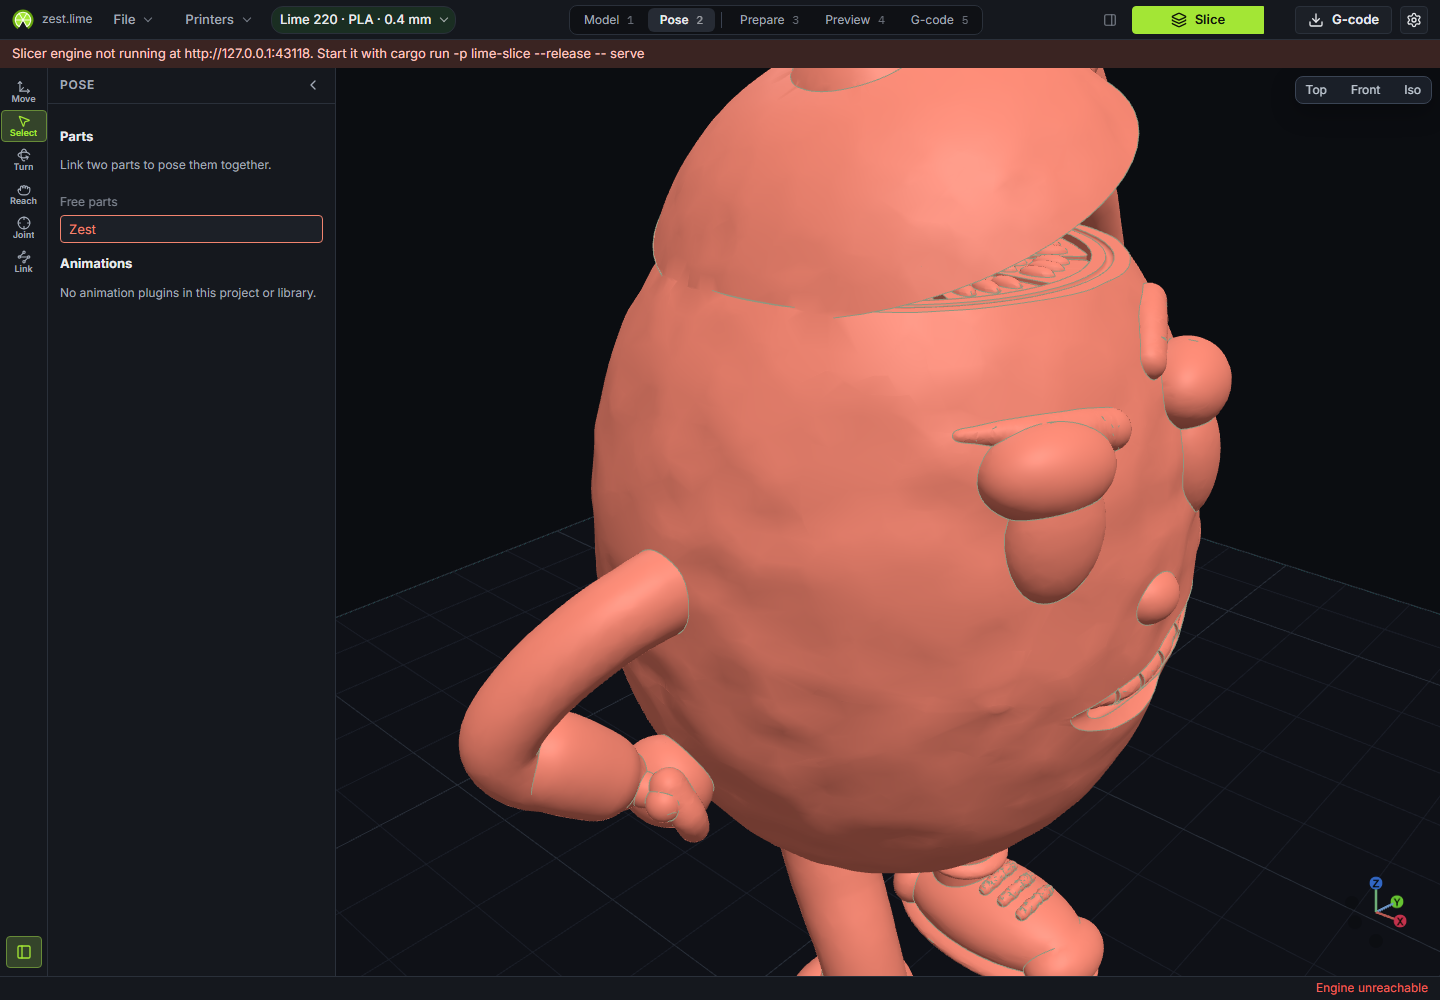 zest.lime File Printers Lime 220 · PLA · 0.4 mm Model 1 Pose 2 Prepare 3 Preview 4 G-code 5 Slice G-code
Slicer engine not running at http://127.0.0.1:43118. Start it with cargo run -p lime-slice --release -- serve
POSE
Top Front Iso
Move
Select
Turn
Reach
Joint
Link
Parts
Link two parts to pose them together.
Free parts
Zest
Animations
No animation plugins in this project or library.
Z
Y
X
Engine unreachable